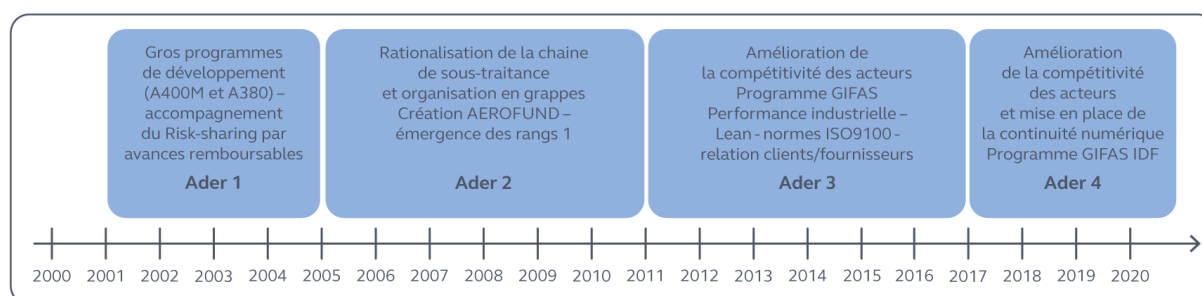 Gros programmes
de développement
(A400M et A380) –
accompagnement
du Risk-sharing par
avances remboursables
Ader 1
Rationalisation de la chaine
de sous-traitance
et organisation en grappes
Création AEROFUND –
émergence des rangs 1
Ader 2
Amélioration de
la compétitivité des acteurs
Programme GIFAS
Performance industrielle –
Lean - normes ISO9100 -
relation clients/fournisseurs
Ader 3
Amélioration
de la compétitivité
des acteurs
et mise en place de
la continuité numérique
Programme GIFAS IDF
Ader 4
2000 2001 2002 2003 2004 2005 2006 2007 2008 2009 2010 2011 2012 2013 2014 2015 2016 2017 2018 2019 2020